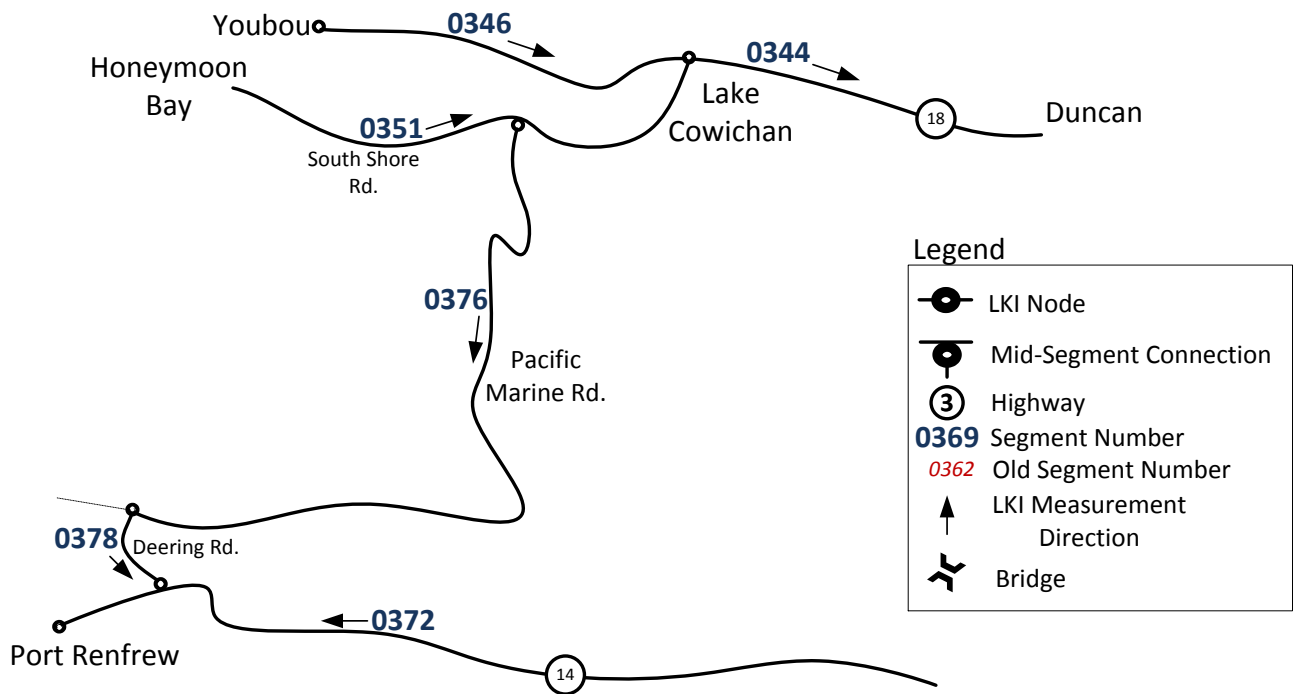 Youbou
0346
0344
Honeymoon
Bay
Lake
Cowichan
18
Duncan
0351
South Shore
Rd.
0376
Pacific
Marine Rd.
0378
Deering Rd.
0372
Port Renfrew
14
Legend
LKI Node
Mid-Segment Connection
3 Highway
0369 Segment Number
0362 Old Segment Number
LKI Measurement
Direction
Bridge